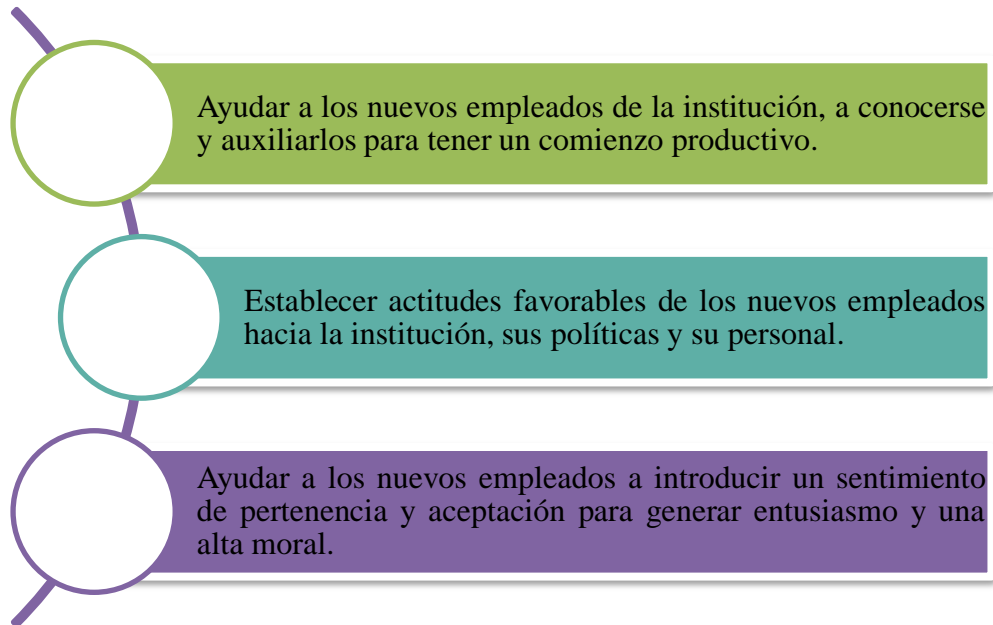 Ayudar a los nuevos empleados de la institución, a conocerse
y auxiliarlos para tener un comienzo productivo.
Establecer actitudes favorables de los nuevos empleados
hacia la institución, sus políticas y su personal.
Ayudar a los nuevos empleados a introducir un sentimiento
de pertenencia y aceptación para generar entusiasmo y una
alta moral.